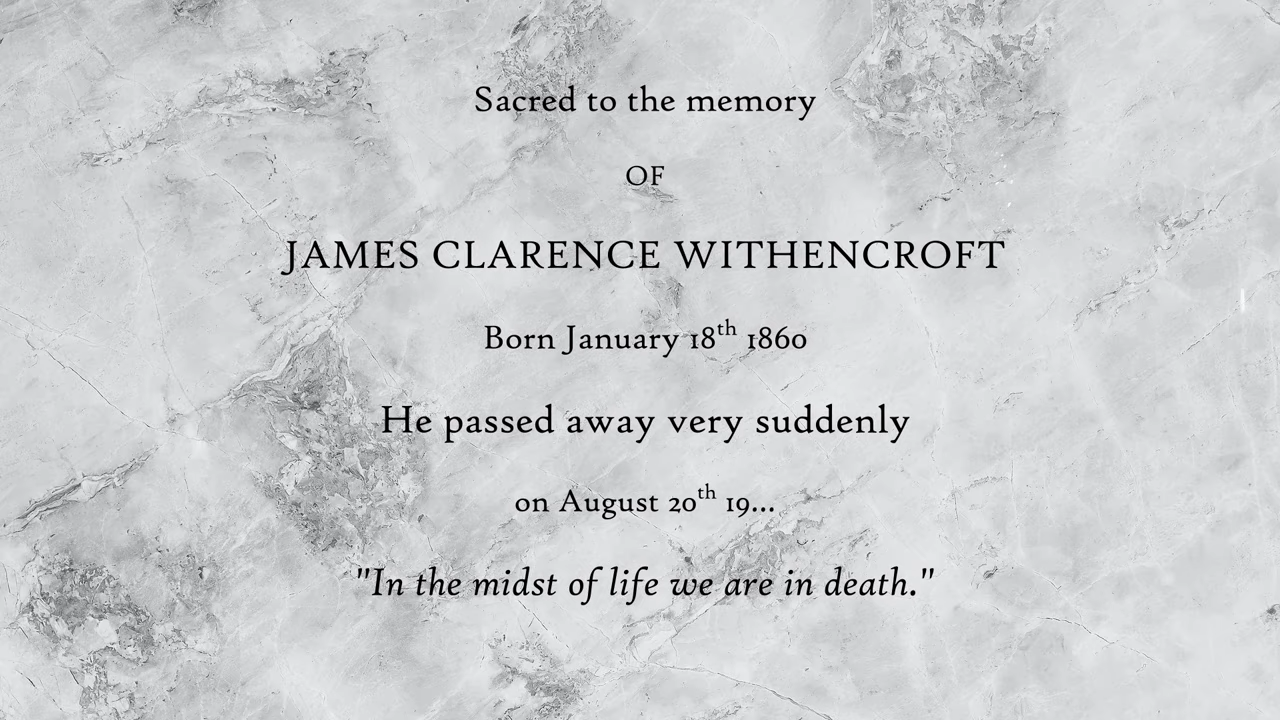 Sacred to the memory
OF
JAMES CLARENCE WITHENCROFT
Born January 18th 1860
He passed away very suddenly
on August 20th 19...
"In the midst of life we are in death."